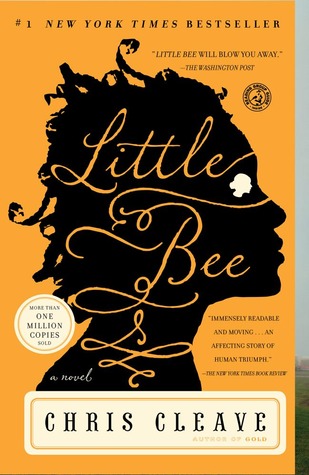 #1 NEW YORK TIMES BESTSELLER
"LITTLE BEE WILL BLOW YOU AWAY."
—THE WASHINGTON POST
Little
Bee
MORE THAN
ONE
MILLION
COPIES
SOLD
"IMMENSELY READABLE
AND MOVING . . . AN
AFFECTING STORY OF
HUMAN TRIUMPH."
—THE NEW YORK TIMES BOOK REVIEW
a novel
CHRIS CLEAVE
AUTHOR OF GOLD